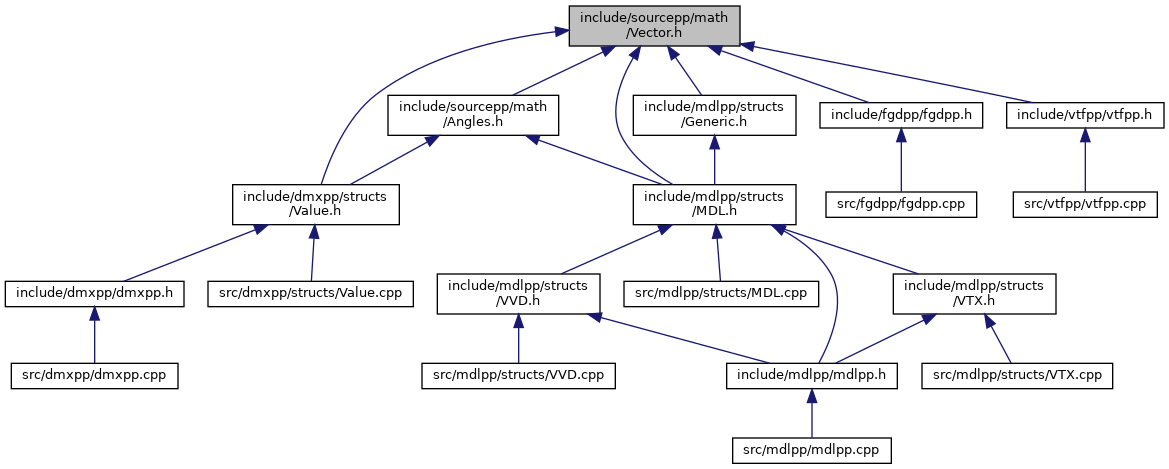 include/sourcepp/math
/Vector.h
include/sourcepp/math
/Angles.h
include/mdlpp/structs
/Generic.h
include/fgdpp/fgdpp.h
include/vtfpp/vtfpp.h
include/dmxpp/structs
/Value.h
include/mdlpp/structs
/MDL.h
src/fgdpp/fgdpp.cpp
src/vtfpp/vtfpp.cpp
include/dmxpp/dmxpp.h
src/dmxpp/structs/Value.cpp
include/mdlpp/structs
/VVD.h
src/mdlpp/structs/MDL.cpp
include/mdlpp/structs
/VTX.h
src/dmxpp/dmxpp.cpp
src/mdlpp/structs/VVD.cpp
include/mdlpp/mdlpp.h
src/mdlpp/structs/VTX.cpp
src/mdlpp/mdlpp.cpp